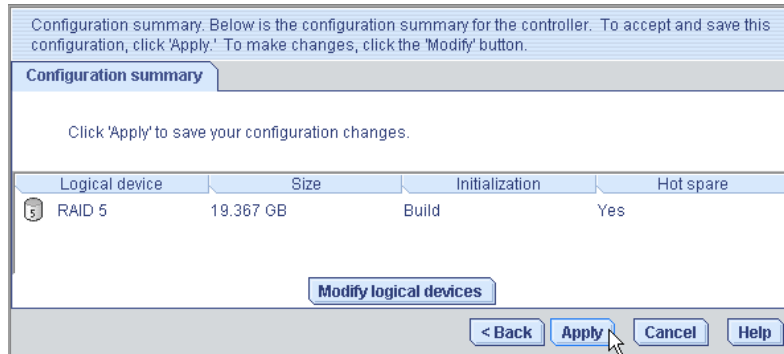 Configuration summary. Below is the configuration summary for the controller. To accept and save this
configuration, click 'Apply.' To make changes, click the 'Modify' button.
Configuration summary
Click 'Apply' to save your configuration changes.
Logical device Size Initialization Hot spare
5 RAID 5 19.367 GB Build Yes
Modify logical devices
< Back Apply Cancel Help